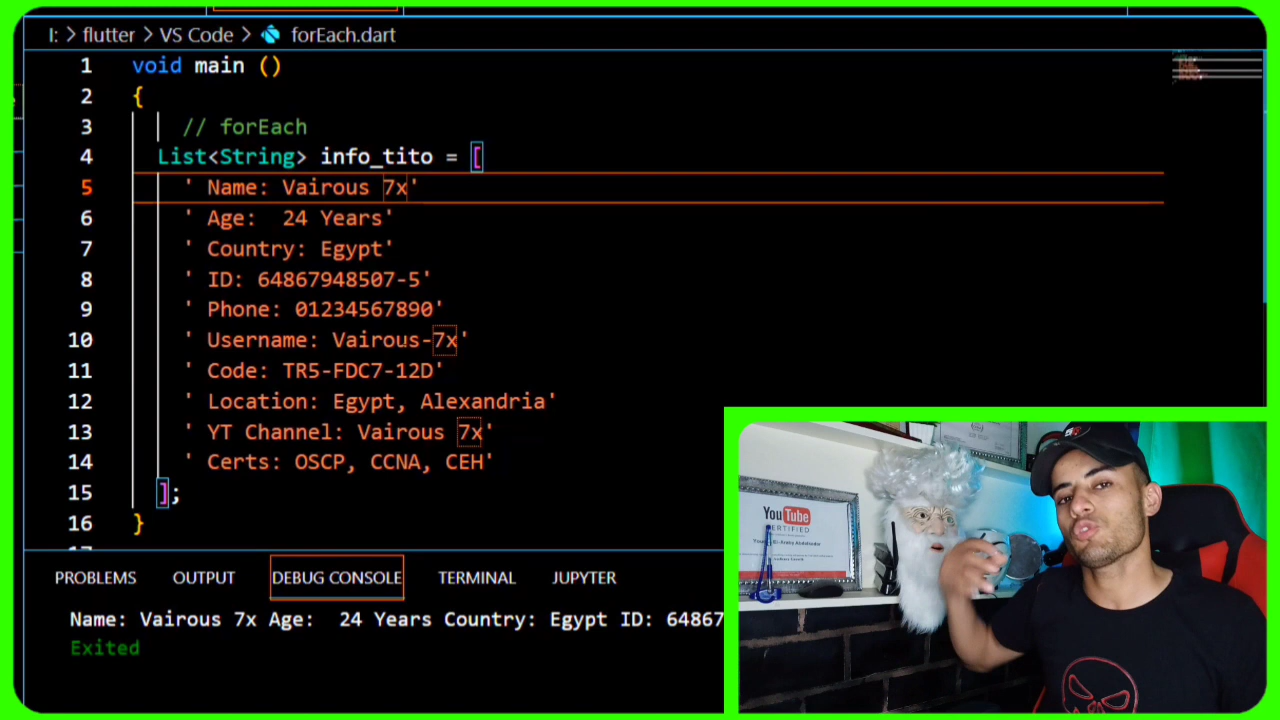 I: > flutter > VS Code > forEach.dart
1 void main ()
2 {
3 // forEach
4 List<String> info_tito = [
5 ' Name: Vairous 7x'
6 ' Age:  24 Years'
7 ' Country: Egypt'
8 ' ID: 64867948507-5'
9 ' Phone: 01234567890'
10 ' Username: Vairous-7x'
11 ' Code: TR5-FDC7-12D'
12 ' Location: Egypt, Alexandria'
13 ' YT Channel: Vairous 7x'
14 ' Certs: OSCP, CCNA, CEH'
15 ];
16 }
PROBLEMS OUTPUT DEBUG CONSOLE TERMINAL JUPYTER
Name: Vairous 7x Age:  24 Years Country: Egypt ID: 64867
Exited
YouTube
CERTIFIED